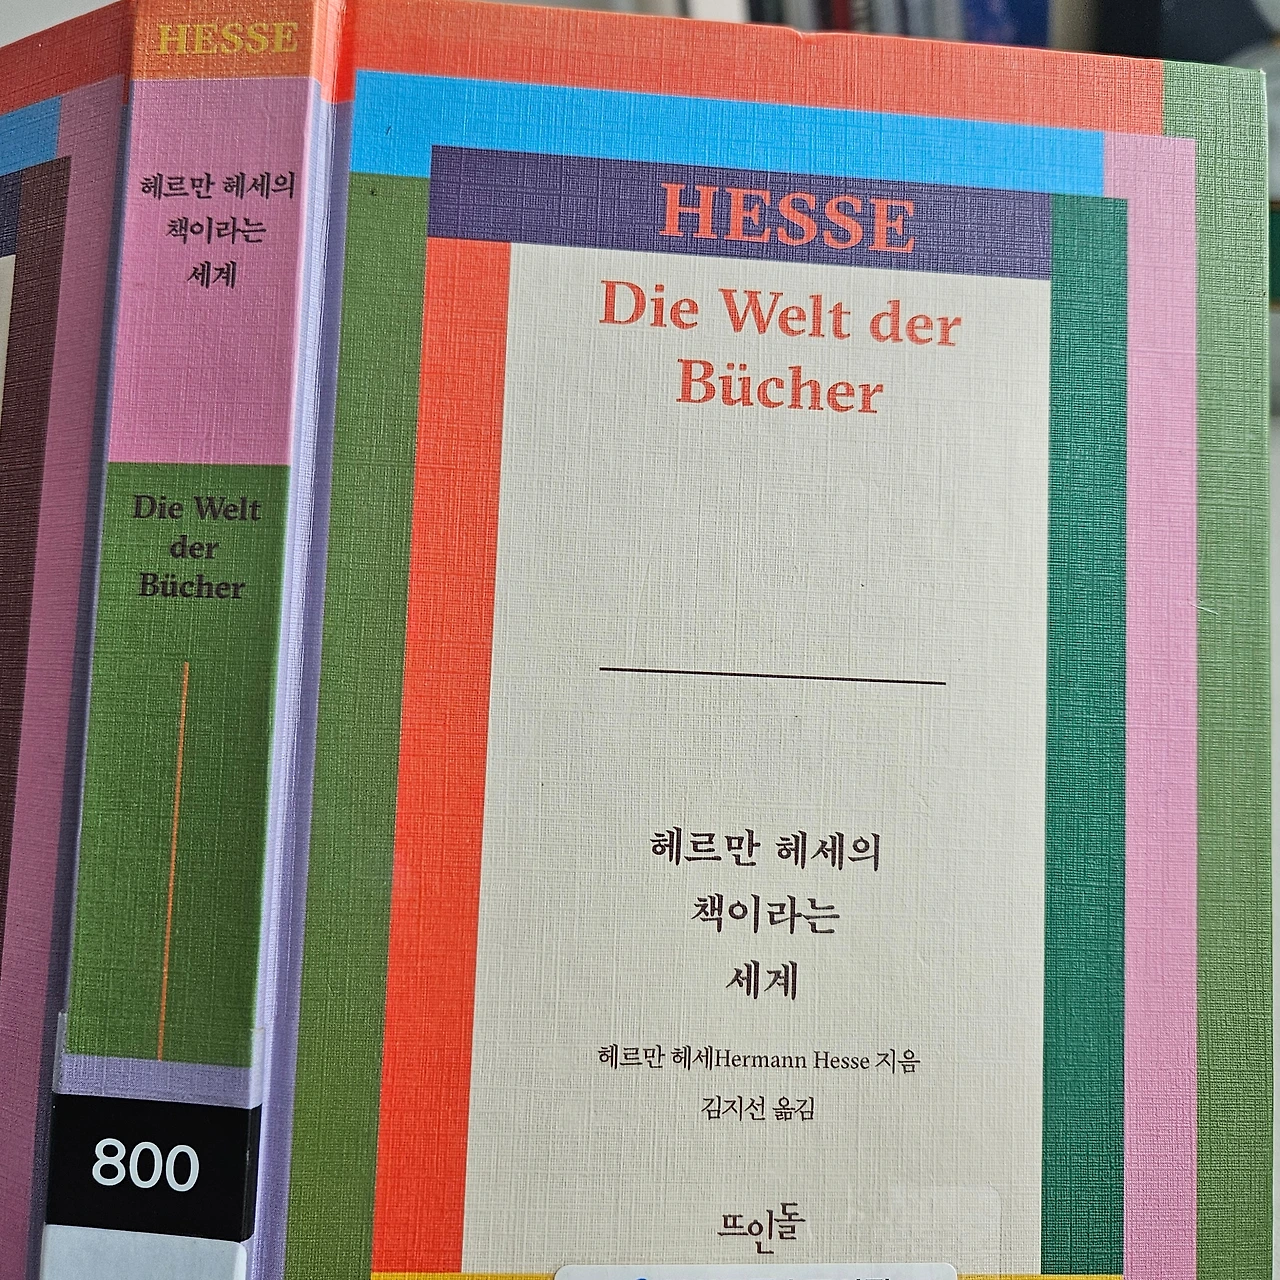 HESSE
헤르만 헤세의
책이라는
세계
Die Welt
der
Bücher
800
HESSE
Die Welt der
Bücher
헤르만 헤세의
책이라는
세계
헤르만 헤세Hermann Hesse 지음
김지선 옮김
뜨인돌